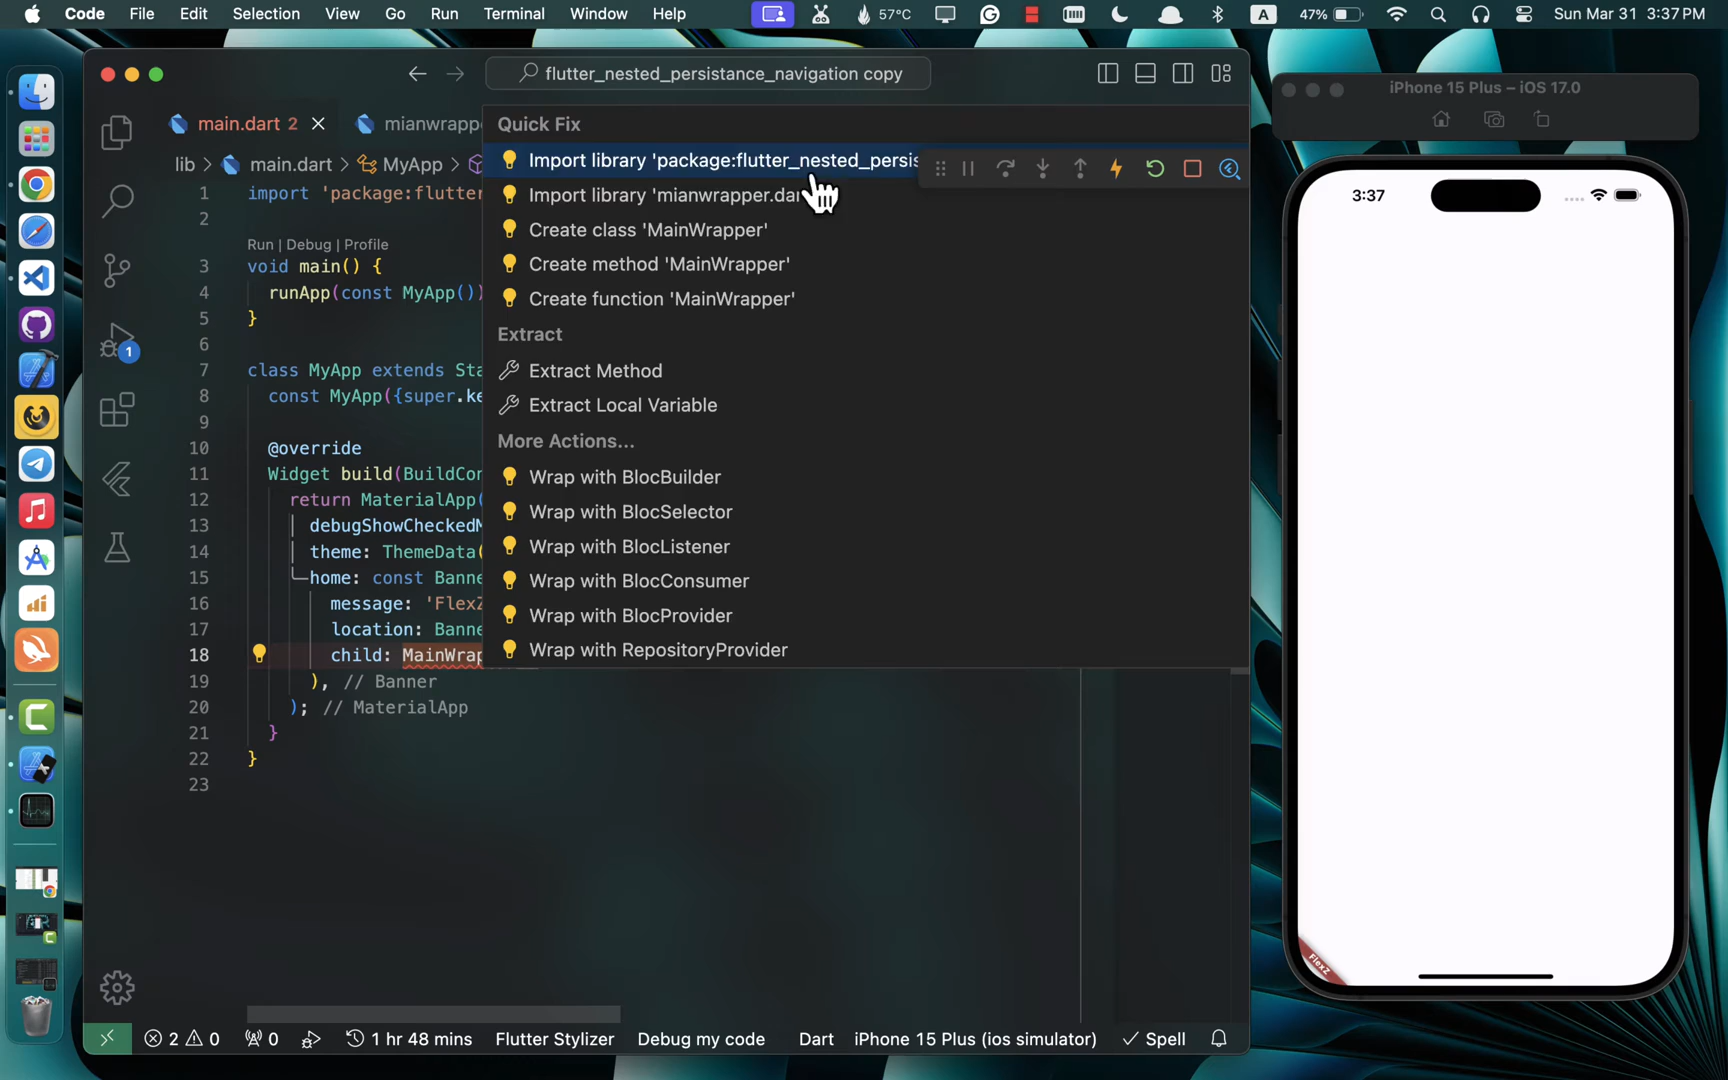 Code File Edit Selection View Go Run Terminal Window Help 57°C A 47% Sun Mar 31 3:37 PM
flutter_nested_persistance_navigation copy
iPhone 15 Plus – iOS 17.0
main.dart 2 mianwrappe
Quick Fix
lib > main.dart > MyApp >
Import library 'package:flutter_nested_persis
Import library 'mianwrapper.dar
Create class 'MainWrapper'
Create method 'MainWrapper'
Create function 'MainWrapper'
Extract
Extract Method
Extract Local Variable
More Actions...
Wrap with BlocBuilder
Wrap with BlocSelector
Wrap with BlocListener
Wrap with BlocConsumer
Wrap with BlocProvider
Wrap with RepositoryProvider
1 import 'package:flutter
2
Run | Debug | Profile
3 void main() {
4 runApp(const MyApp())
5 }
6
7 class MyApp extends Sta
8 const MyApp({super.ke
9
10 @override
11 Widget build(BuildCon
12 return MaterialApp(
13 debugShowCheckedM
14 theme: ThemeData(
15 home: const Banne
16 message: 'FlexZ
17 location: Banne
18 child: MainWrap
19 ), // Banner
20 ); // MaterialApp
21 }
22 }
23
1
3:37
FlexZ
2 0 0 1 hr 48 mins Flutter Stylizer Debug my code Dart iPhone 15 Plus (ios simulator) Spell